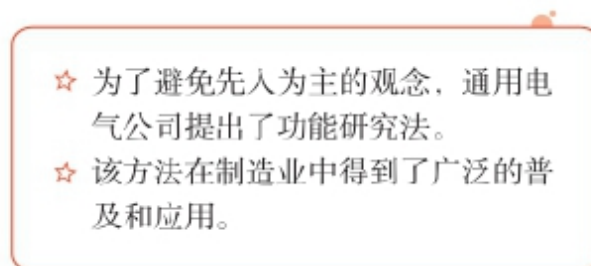 ☆ 为了避免先入为主的观念，通用电
气公司提出了功能研究法。
☆ 该方法在制造业中得到了广泛的普
及和应用。